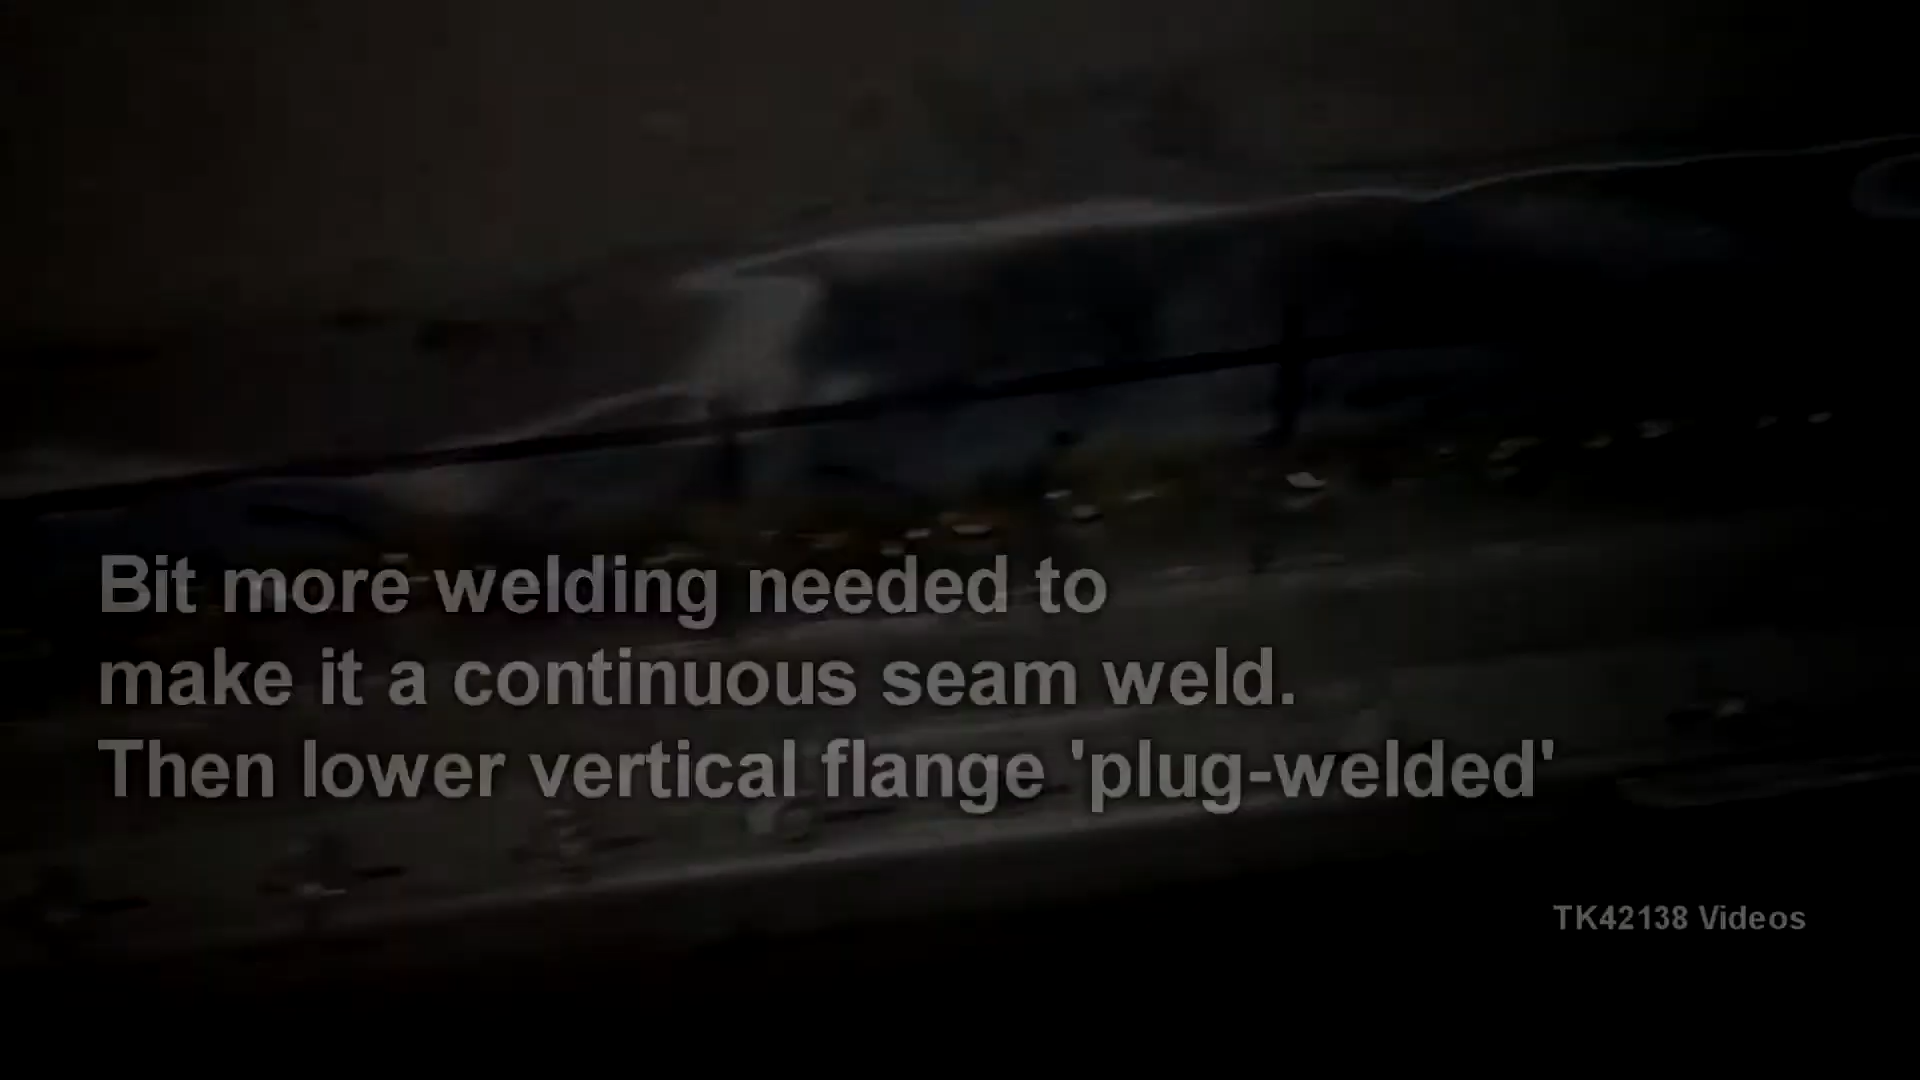 Bit more welding needed to
make it a continuous seam weld.
Then lower vertical flange 'plug-welded'
TK42138 Videos